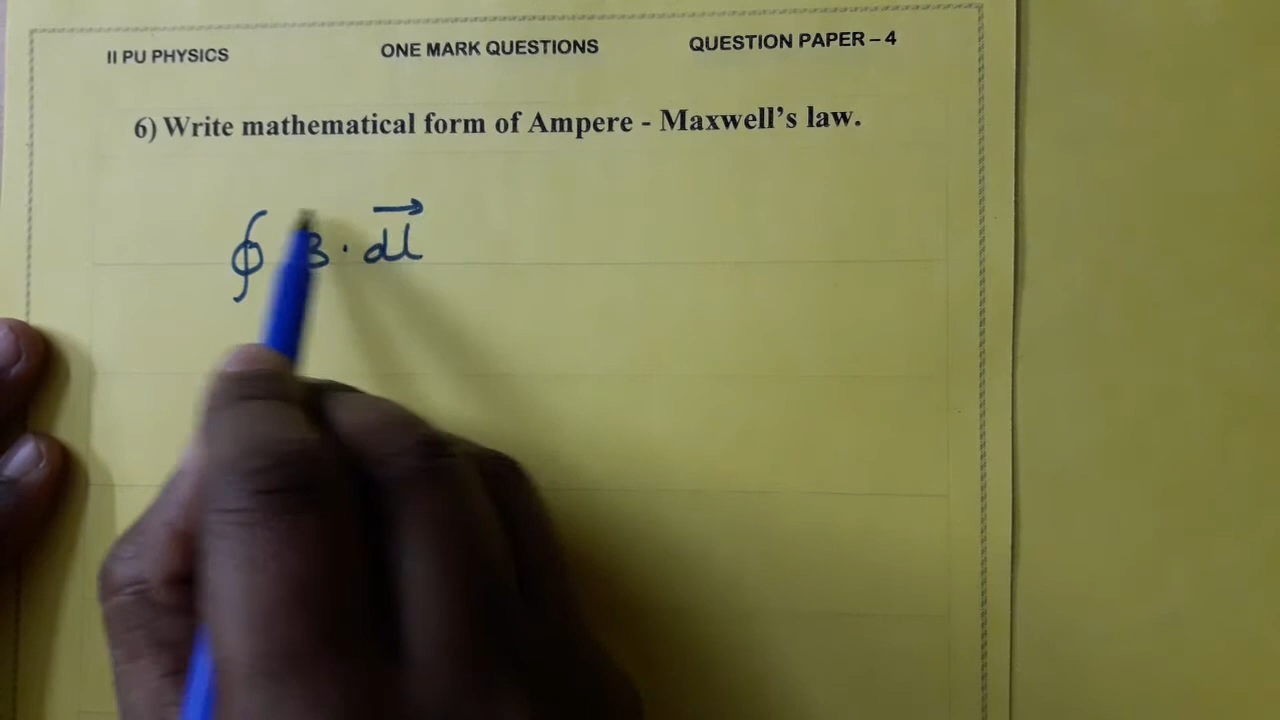 II PU PHYSICS ONE MARK QUESTIONS QUESTION PAPER – 4
6) Write mathematical form of Ampere - Maxwell's law.
∮ B · dl⃗